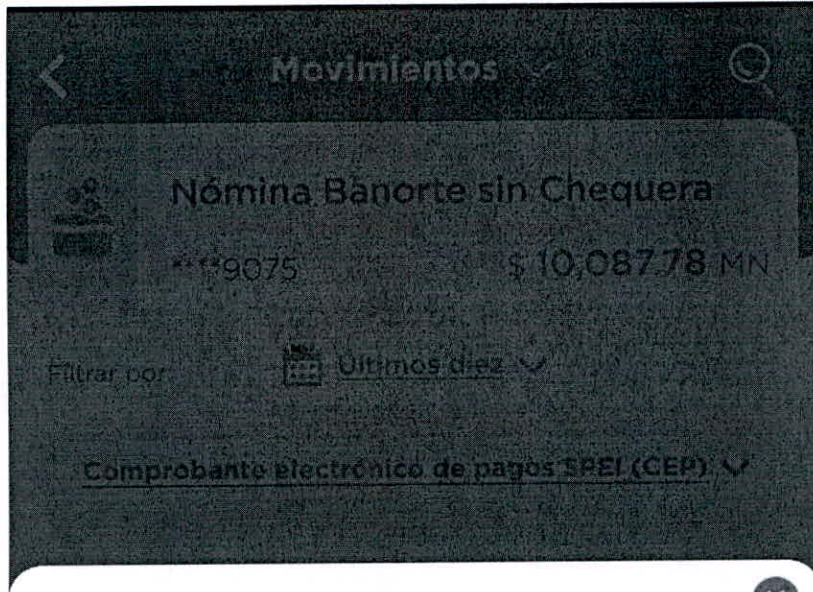 Movimientos
Nómina Banorte sin Chequera
****9075 $ 10,087.78 MN
Filtrar por: Últimos diez
Comprobante electrónico de pagos SPEI (CEP)